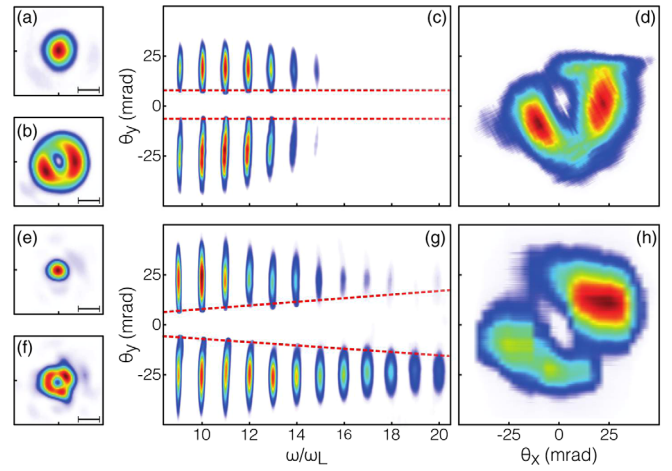 (a)
(b)
(c)
(d)
θy (mrad)
25
0
-25
(e)
(f)
(g)
(h)
θy (mrad)
25
0
-25
10 12 14 16 18 20
ω/ωL
-25 0 25
θx (mrad)